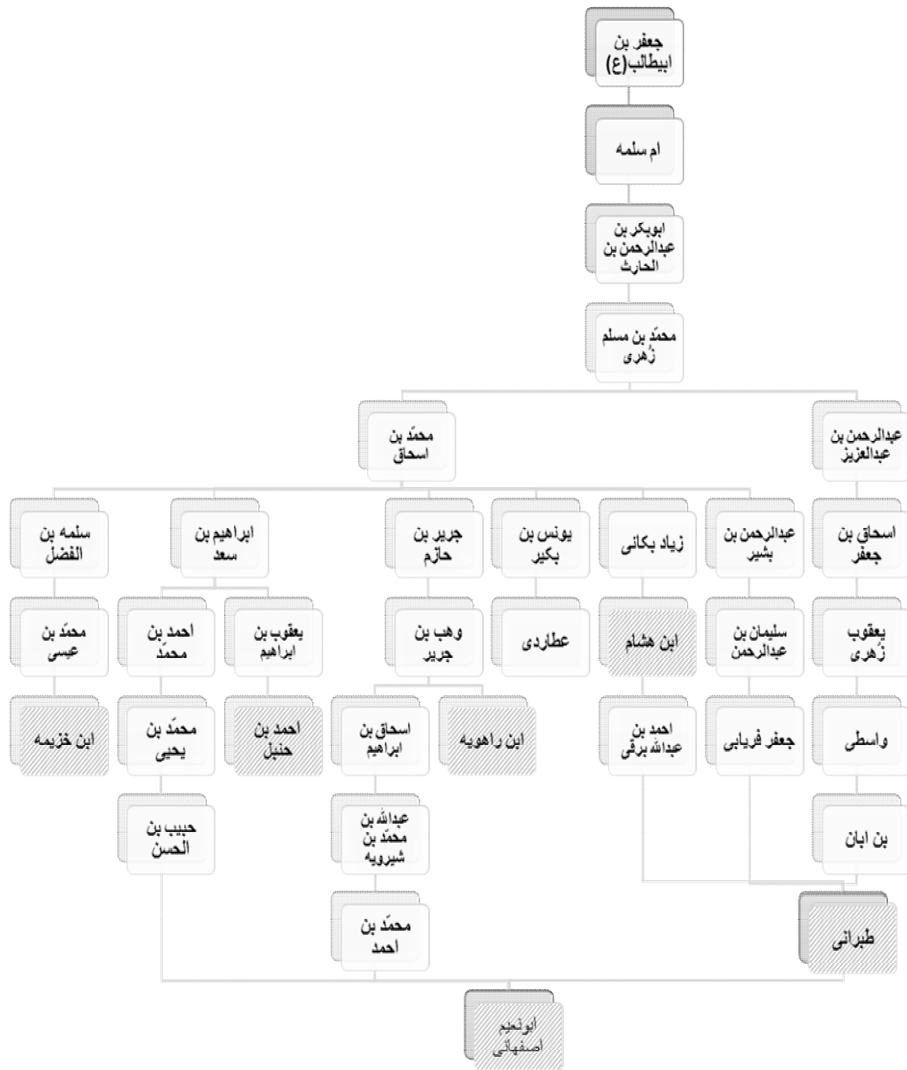 جعفر بن
ابیطالب(ع)
ام سلمه
ابوبکر بن
عبدالرحمن بن
الحارث
محمّد بن مسلم
زُهری
عبدالرحمن بن
عبدالعزیز
محمّد بن
اسحاق
اسحاق بن
جعفر
عبدالرحمن بن
بشیر
زیاد بکائی
یونس بن
بکیر
جریر بن
حازم
ابراهیم بن
سعد
سلمه بن
الفضل
یعقوب
زُهری
سلیمان بن
عبدالرحمن
ابن هشام
عطاردی
وهب بن
جریر
یعقوب بن
ابراهیم
احمد بن
محمّد
محمّد بن
عیسی
واسطی
جعفر فریابی
احمد بن
عبدالله برقی
ابن راهویه
اسحاق بن
ابراهیم
احمد بن
حنبل
محمّد بن
یحیی
ابن خزیمه
بن ابان
عبدالله بن
محمّد بن
شیرویه
حبیب بن
الحسن
طبرانی
محمّد بن
احمد
ابونعیم
اصفهانی